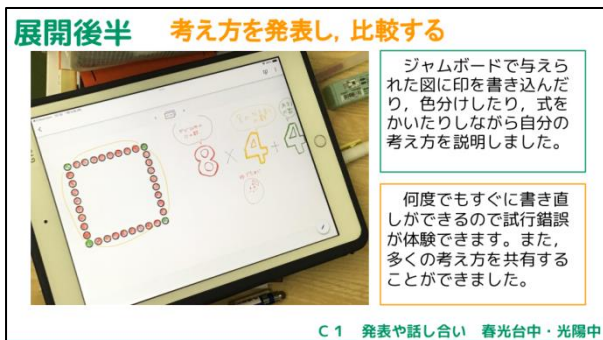 展開後半 考え方を発表し，比較する
8×4+4
ジャムボードで与えら
れた図に印を書き込んだ
り，色分けしたり，式を
かいたりしながら自分の
考え方を説明しました。
何度でもすぐに書き直
しができるので試行錯誤
が体験できます。また，
多くの考え方を共有する
ことができました。
C1 発表や話し合い 春光台中・光陽中